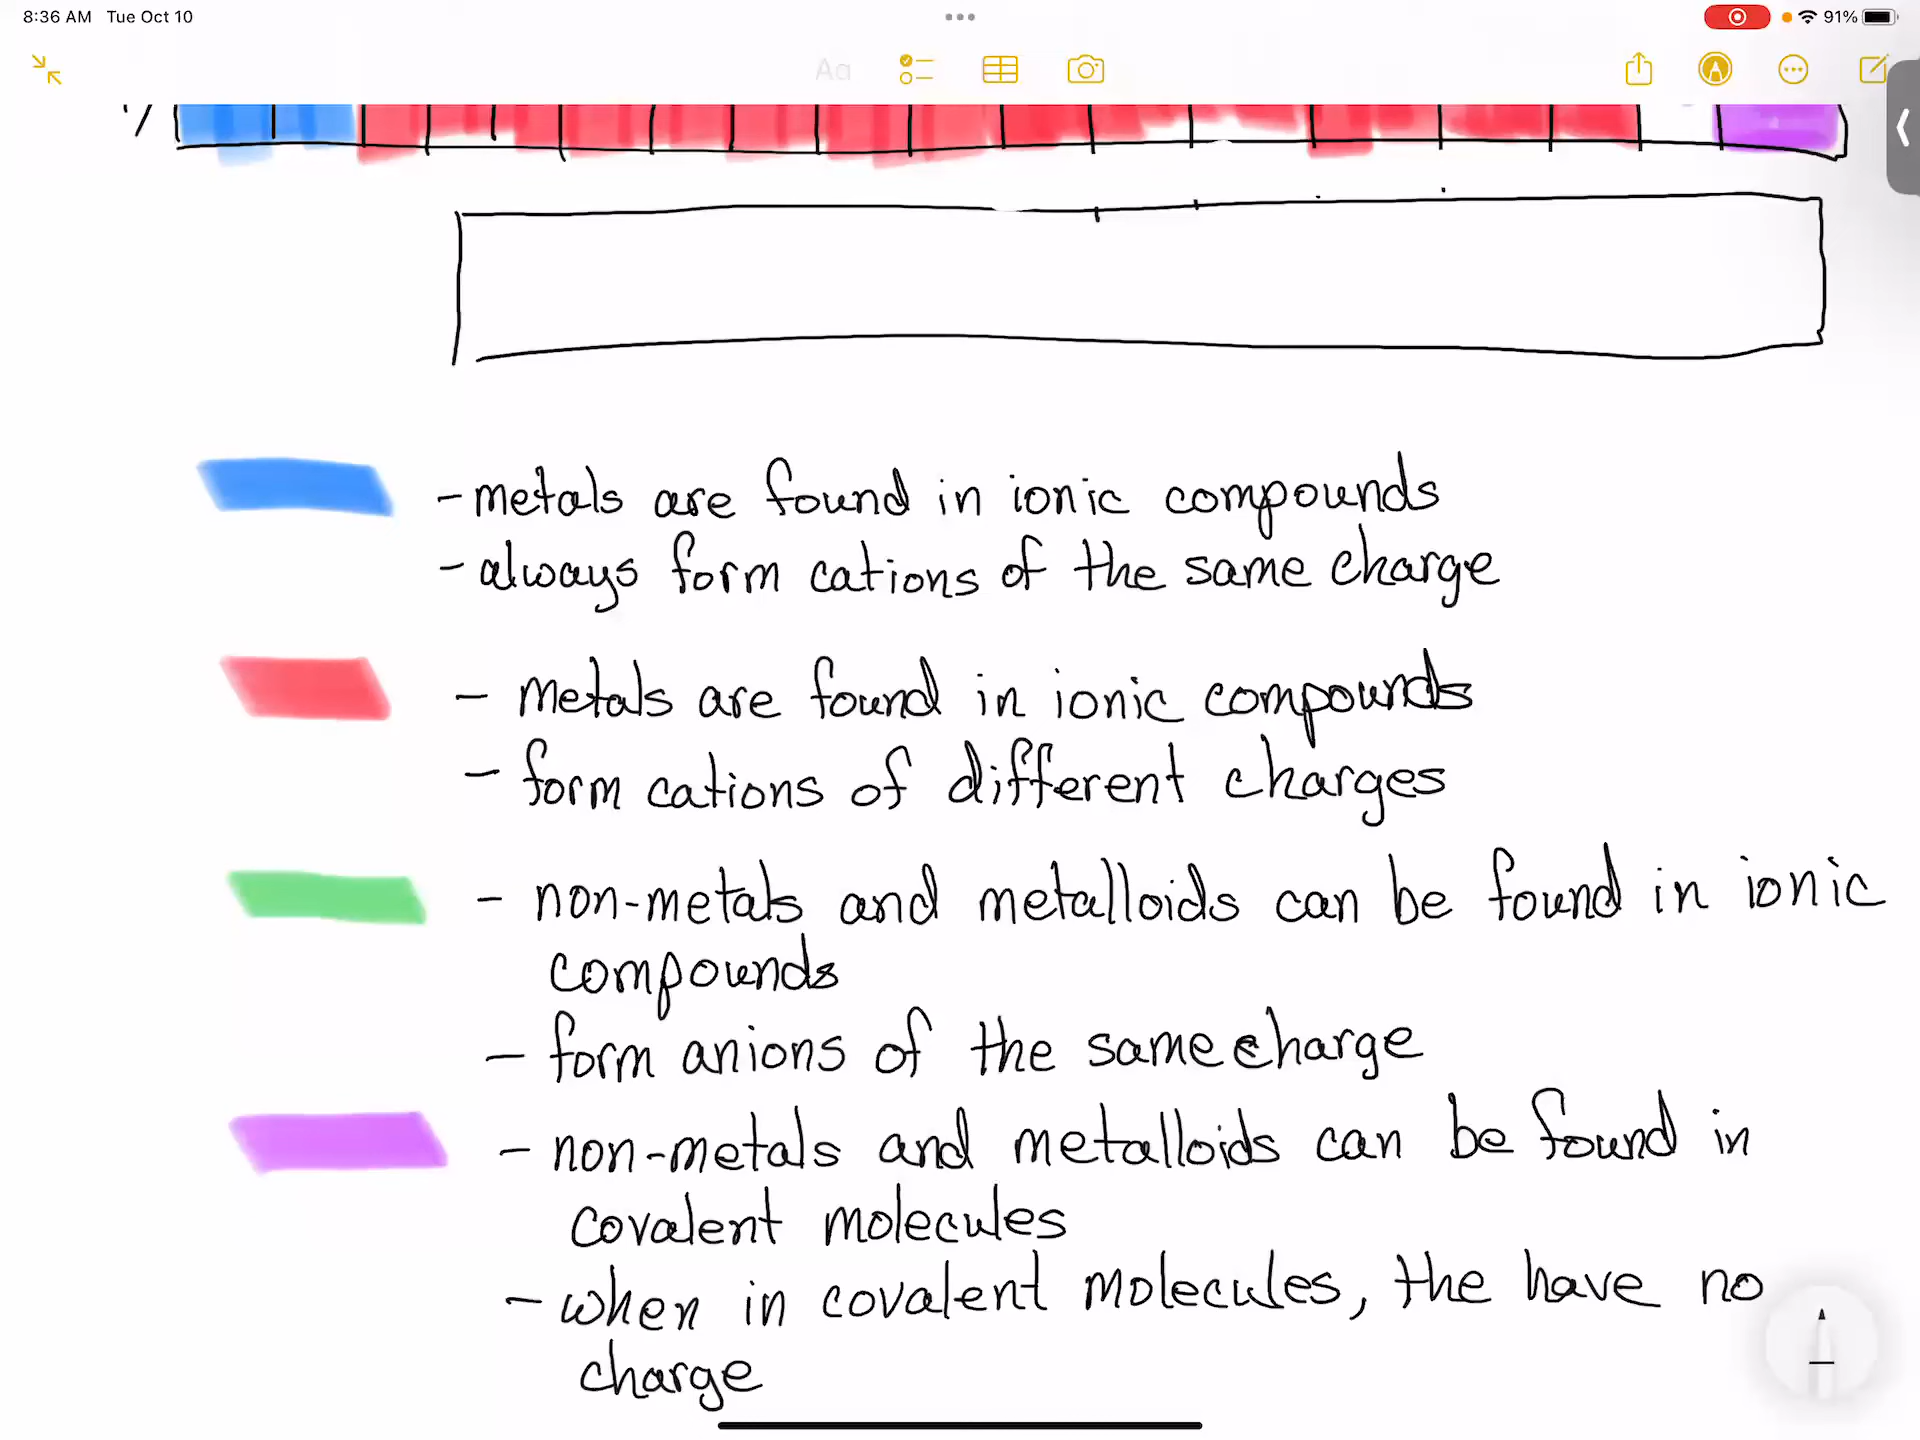 8:36 AM Tue Oct 10
91%
Aa
- metals are found in ionic compounds
- always form cations of the same charge
- metals are found in ionic compounds
- form cations of different charges
- non-metals and metalloids can be found in ionic
compounds
- form anions of the same charge
- non-metals and metalloids can be found in
covalent molecules
- when in covalent molecules, the have no
charge